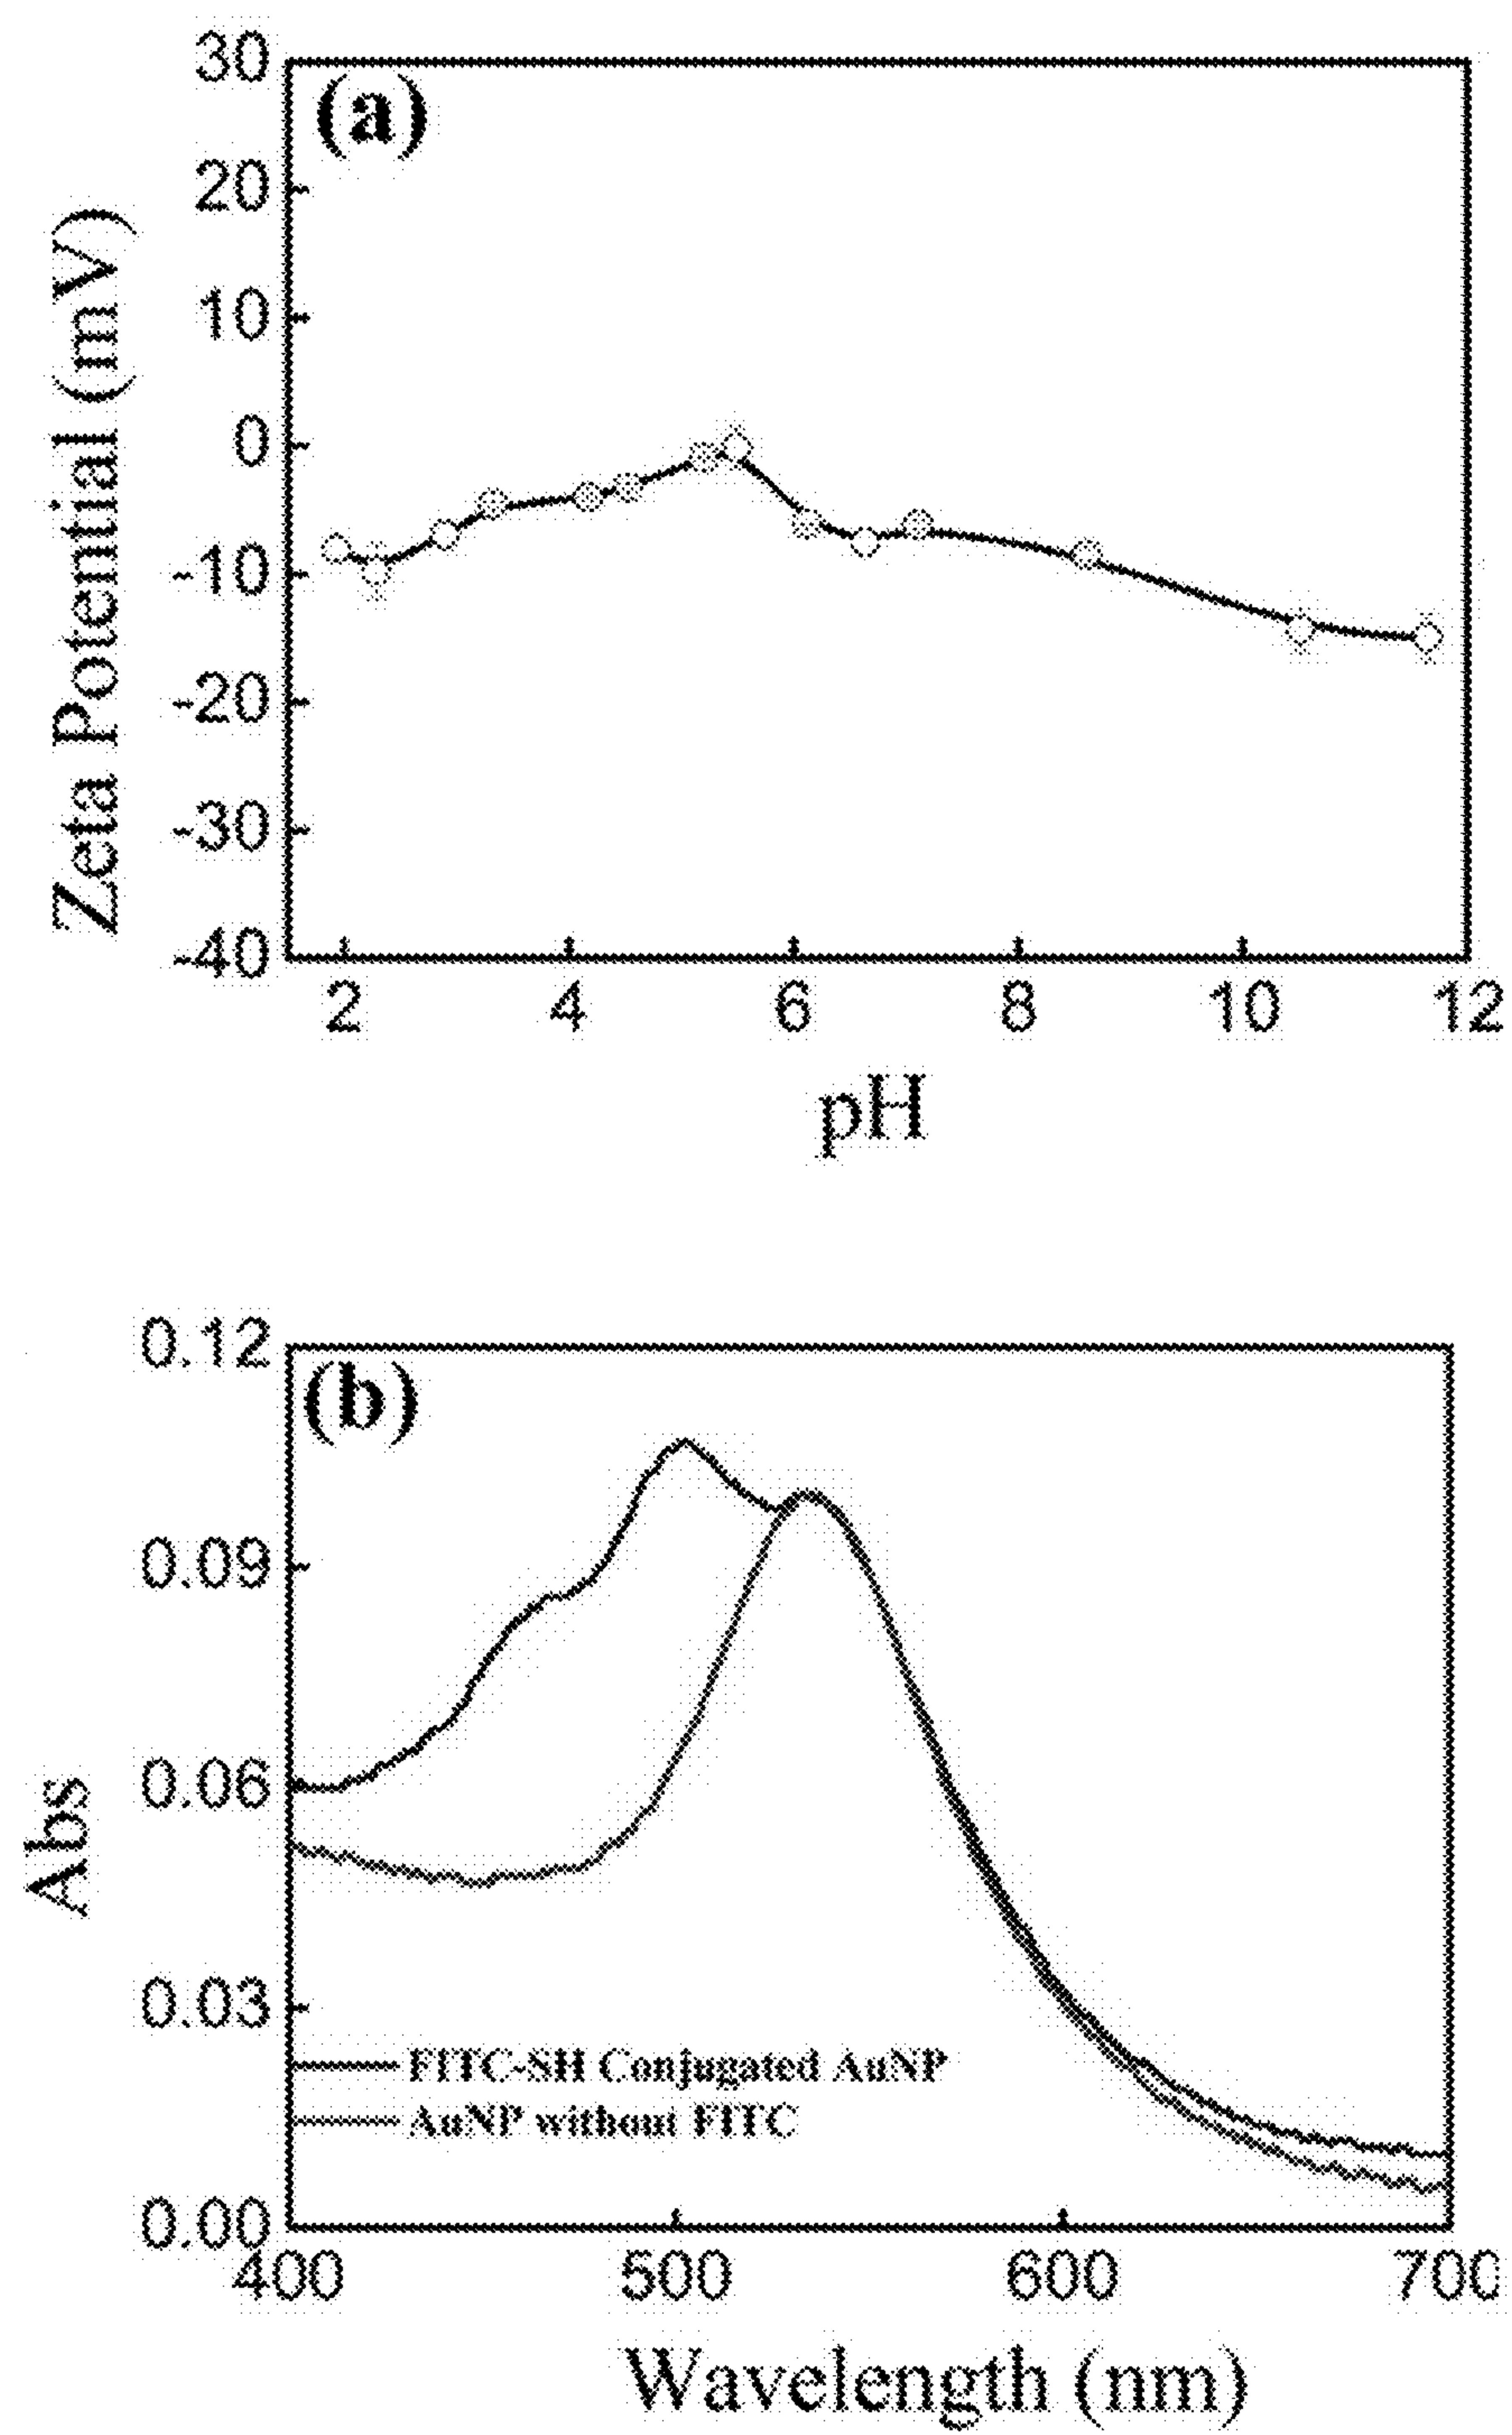 (a)
30
20
10
0
-10
-20
-30
-40
Zeta Potential (mV)
2 4 6 8 10 12
pH
(b)
0.12
0.09
0.06
0.03
0.00
Abs
FITC-SH Conjugated AuNP
AuNP without FITC
400 500 600 700
Wavelength (nm)